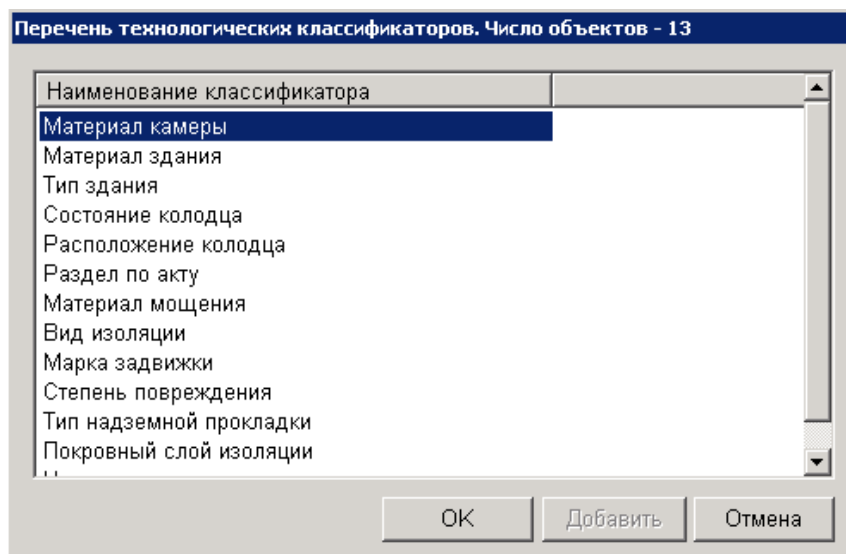 Перечень технологических классификаторов. Число объектов - 13
Наименование классификатора
Материал камеры
Материал здания
Тип здания
Состояние колодца
Расположение колодца
Раздел по акту
Материал мощения
Вид изоляции
Марка задвижки
Степень повреждения
Тип надземной прокладки
Покровный слой изоляции
OK Добавить Отмена